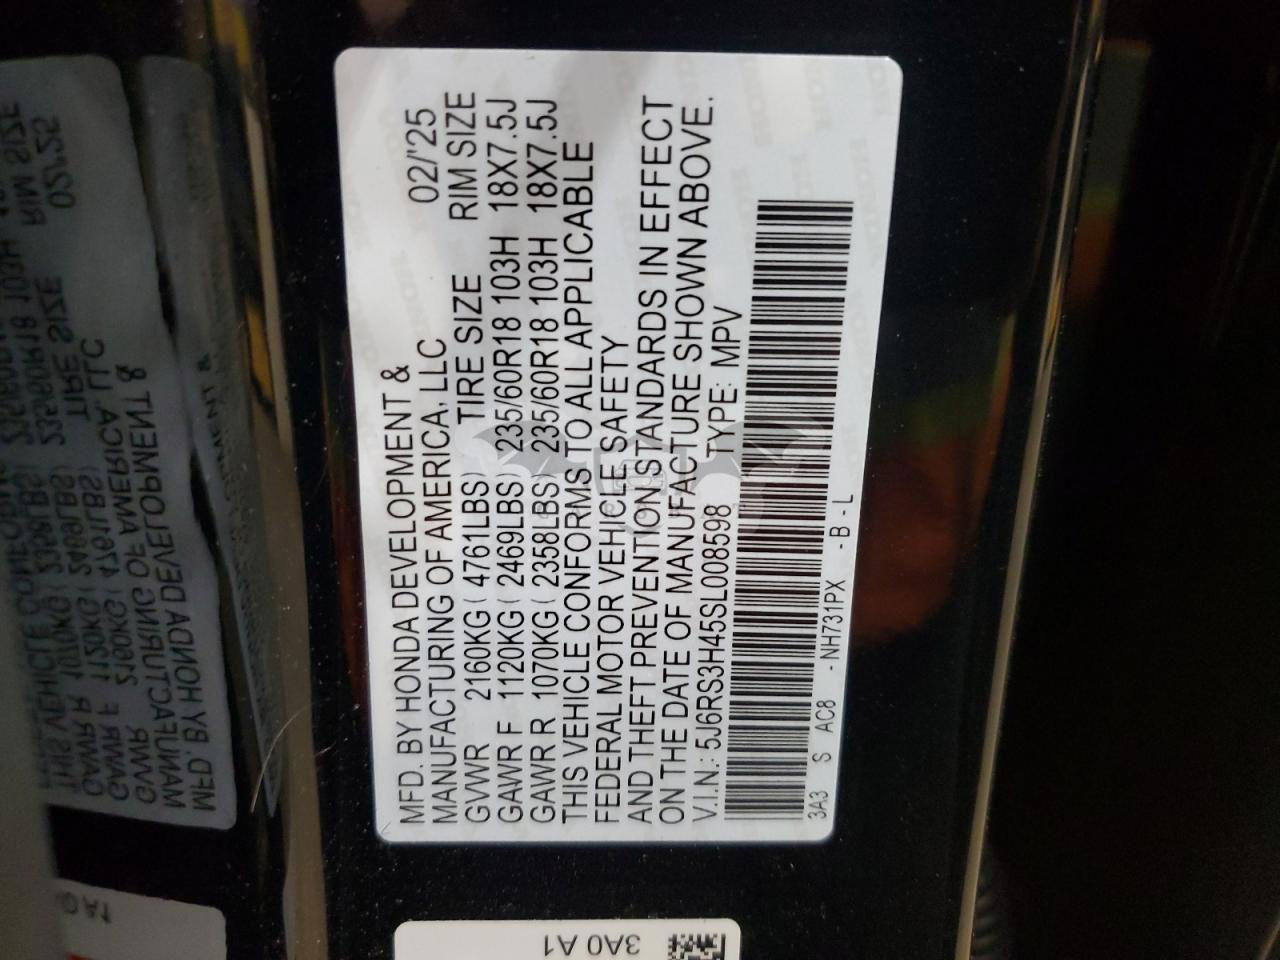 MFD. BY HONDA DEVELOPMENT &
MANUFACTURING OF AMERICA, LLC 02/'25
GVWR 2160KG ( 4761LBS) TIRE SIZE RIM SIZE
GAWR F 1120KG ( 2469LBS) 235/60R18 103H 18X7.5J
GAWR R 1070KG ( 2358LBS) 235/60R18 103H 18X7.5J
THIS VEHICLE CONFORMS TO ALL APPLICABLE
FEDERAL MOTOR VEHICLE SAFETY
AND THEFT PREVENTION STANDARDS IN EFFECT
ON THE DATE OF MANUFACTURE SHOWN ABOVE.
V.I.N.: 5J6RS3H45SL008598 TYPE: MPV
3A3 S AC8 - NH731PX - B - L
3A0 A1